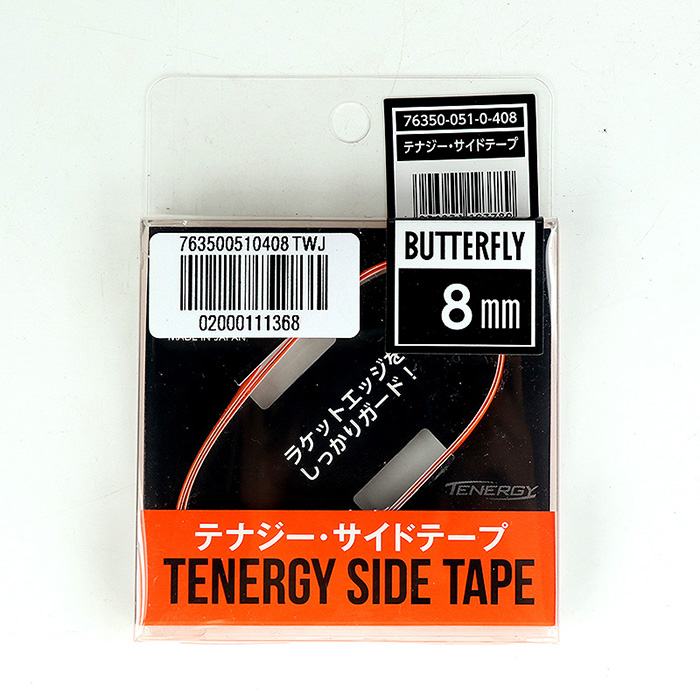 76350-051-0-408
テナジー・サイドテープ
BUTTERFLY
8mm
763500510408 TWJ
02000111368
MADE IN JAPAN
ラケットエッジを
しっかりガード！
TENERGY
テナジー・サイドテープ
TENERGY SIDE TAPE